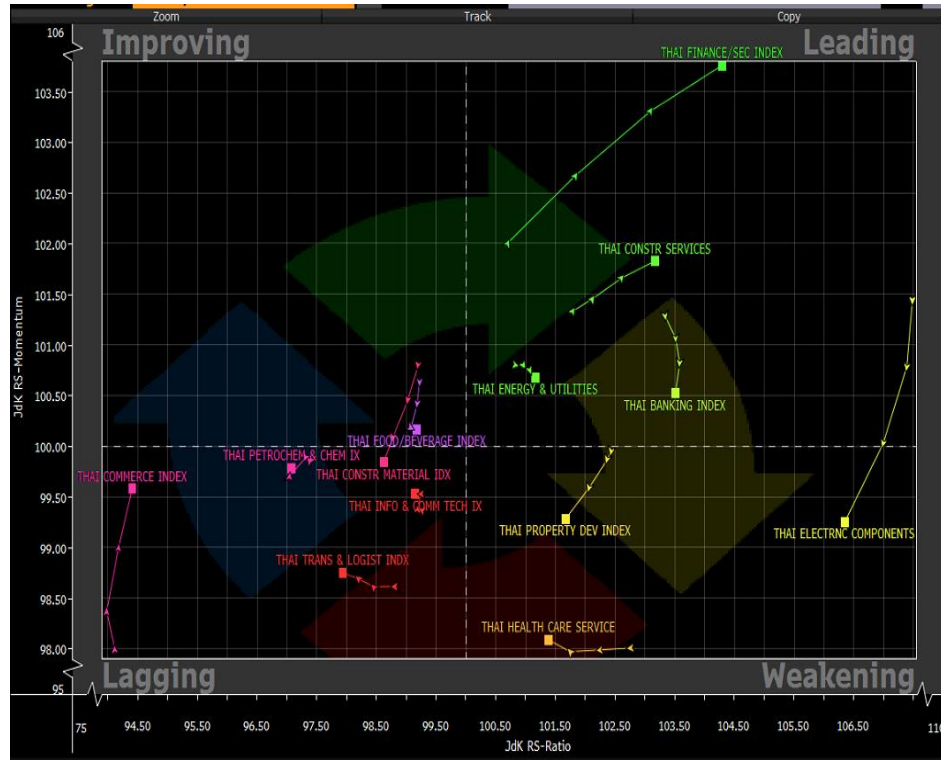 Zoom Track Copy
106
Improving Leading
THAI FINANCE/SEC INDEX
103.50
103.00
102.50
102.00
THAI CONSTR SERVICES
101.50
101.00
THAI ENERGY & UTILITIES
100.50
THAI BANKING INDEX
100.00
THAI FOOD/BEVERAGE INDEX
THAI PETROCHEM & CHEM IX
THAI COMMERCE INDEX
THAI CONSTR MATERIAL IDX
99.50
THAI INFO & COMM TECH IX
THAI PROPERTY DEV INDEX
THAI ELECTRNC COMPONENTS
99.00
THAI TRANS & LOGIST INDX
98.50
THAI HEALTH CARE SERVICE
98.00
95
Lagging Weakening
JdK RS-Momentum
75 94.50 95.50 96.50 97.50 98.50 99.50 100.50 101.50 102.50 103.50 104.50 105.50 106.50
JdK RS-Ratio